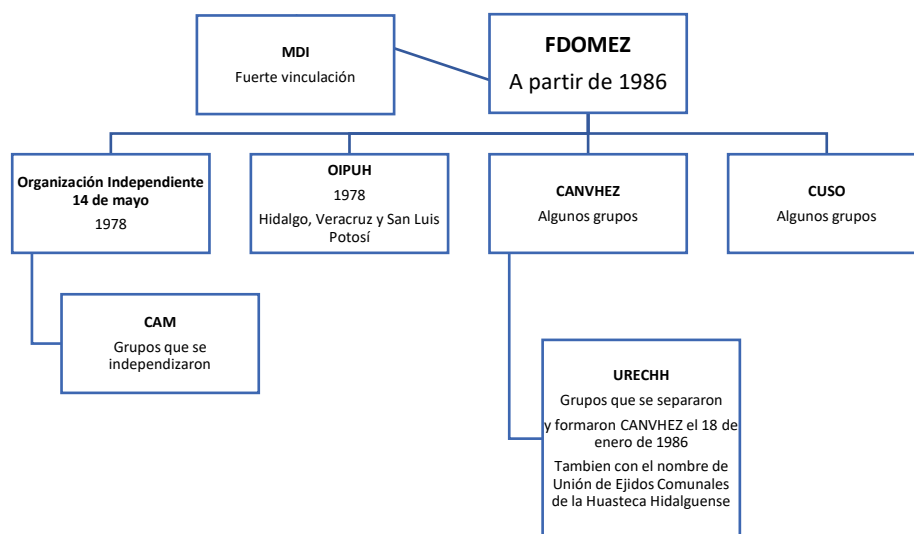 MDI
Fuerte vinculación
FDOMEZ
A partir de 1986
Organización Independiente
14 de mayo
1978
OIPUH
1978
Hidalgo, Veracruz y San Luis
Potosí
CANVHEZ
Algunos grupos
CUSO
Algunos grupos
CAM
Grupos que se
independizaron
URECHH
Grupos que se separaron
y formaron CANVHEZ el 18 de
enero de 1986
Tambien con el nombre de
Unión de Ejidos Comunales
de la Huasteca Hidalguense